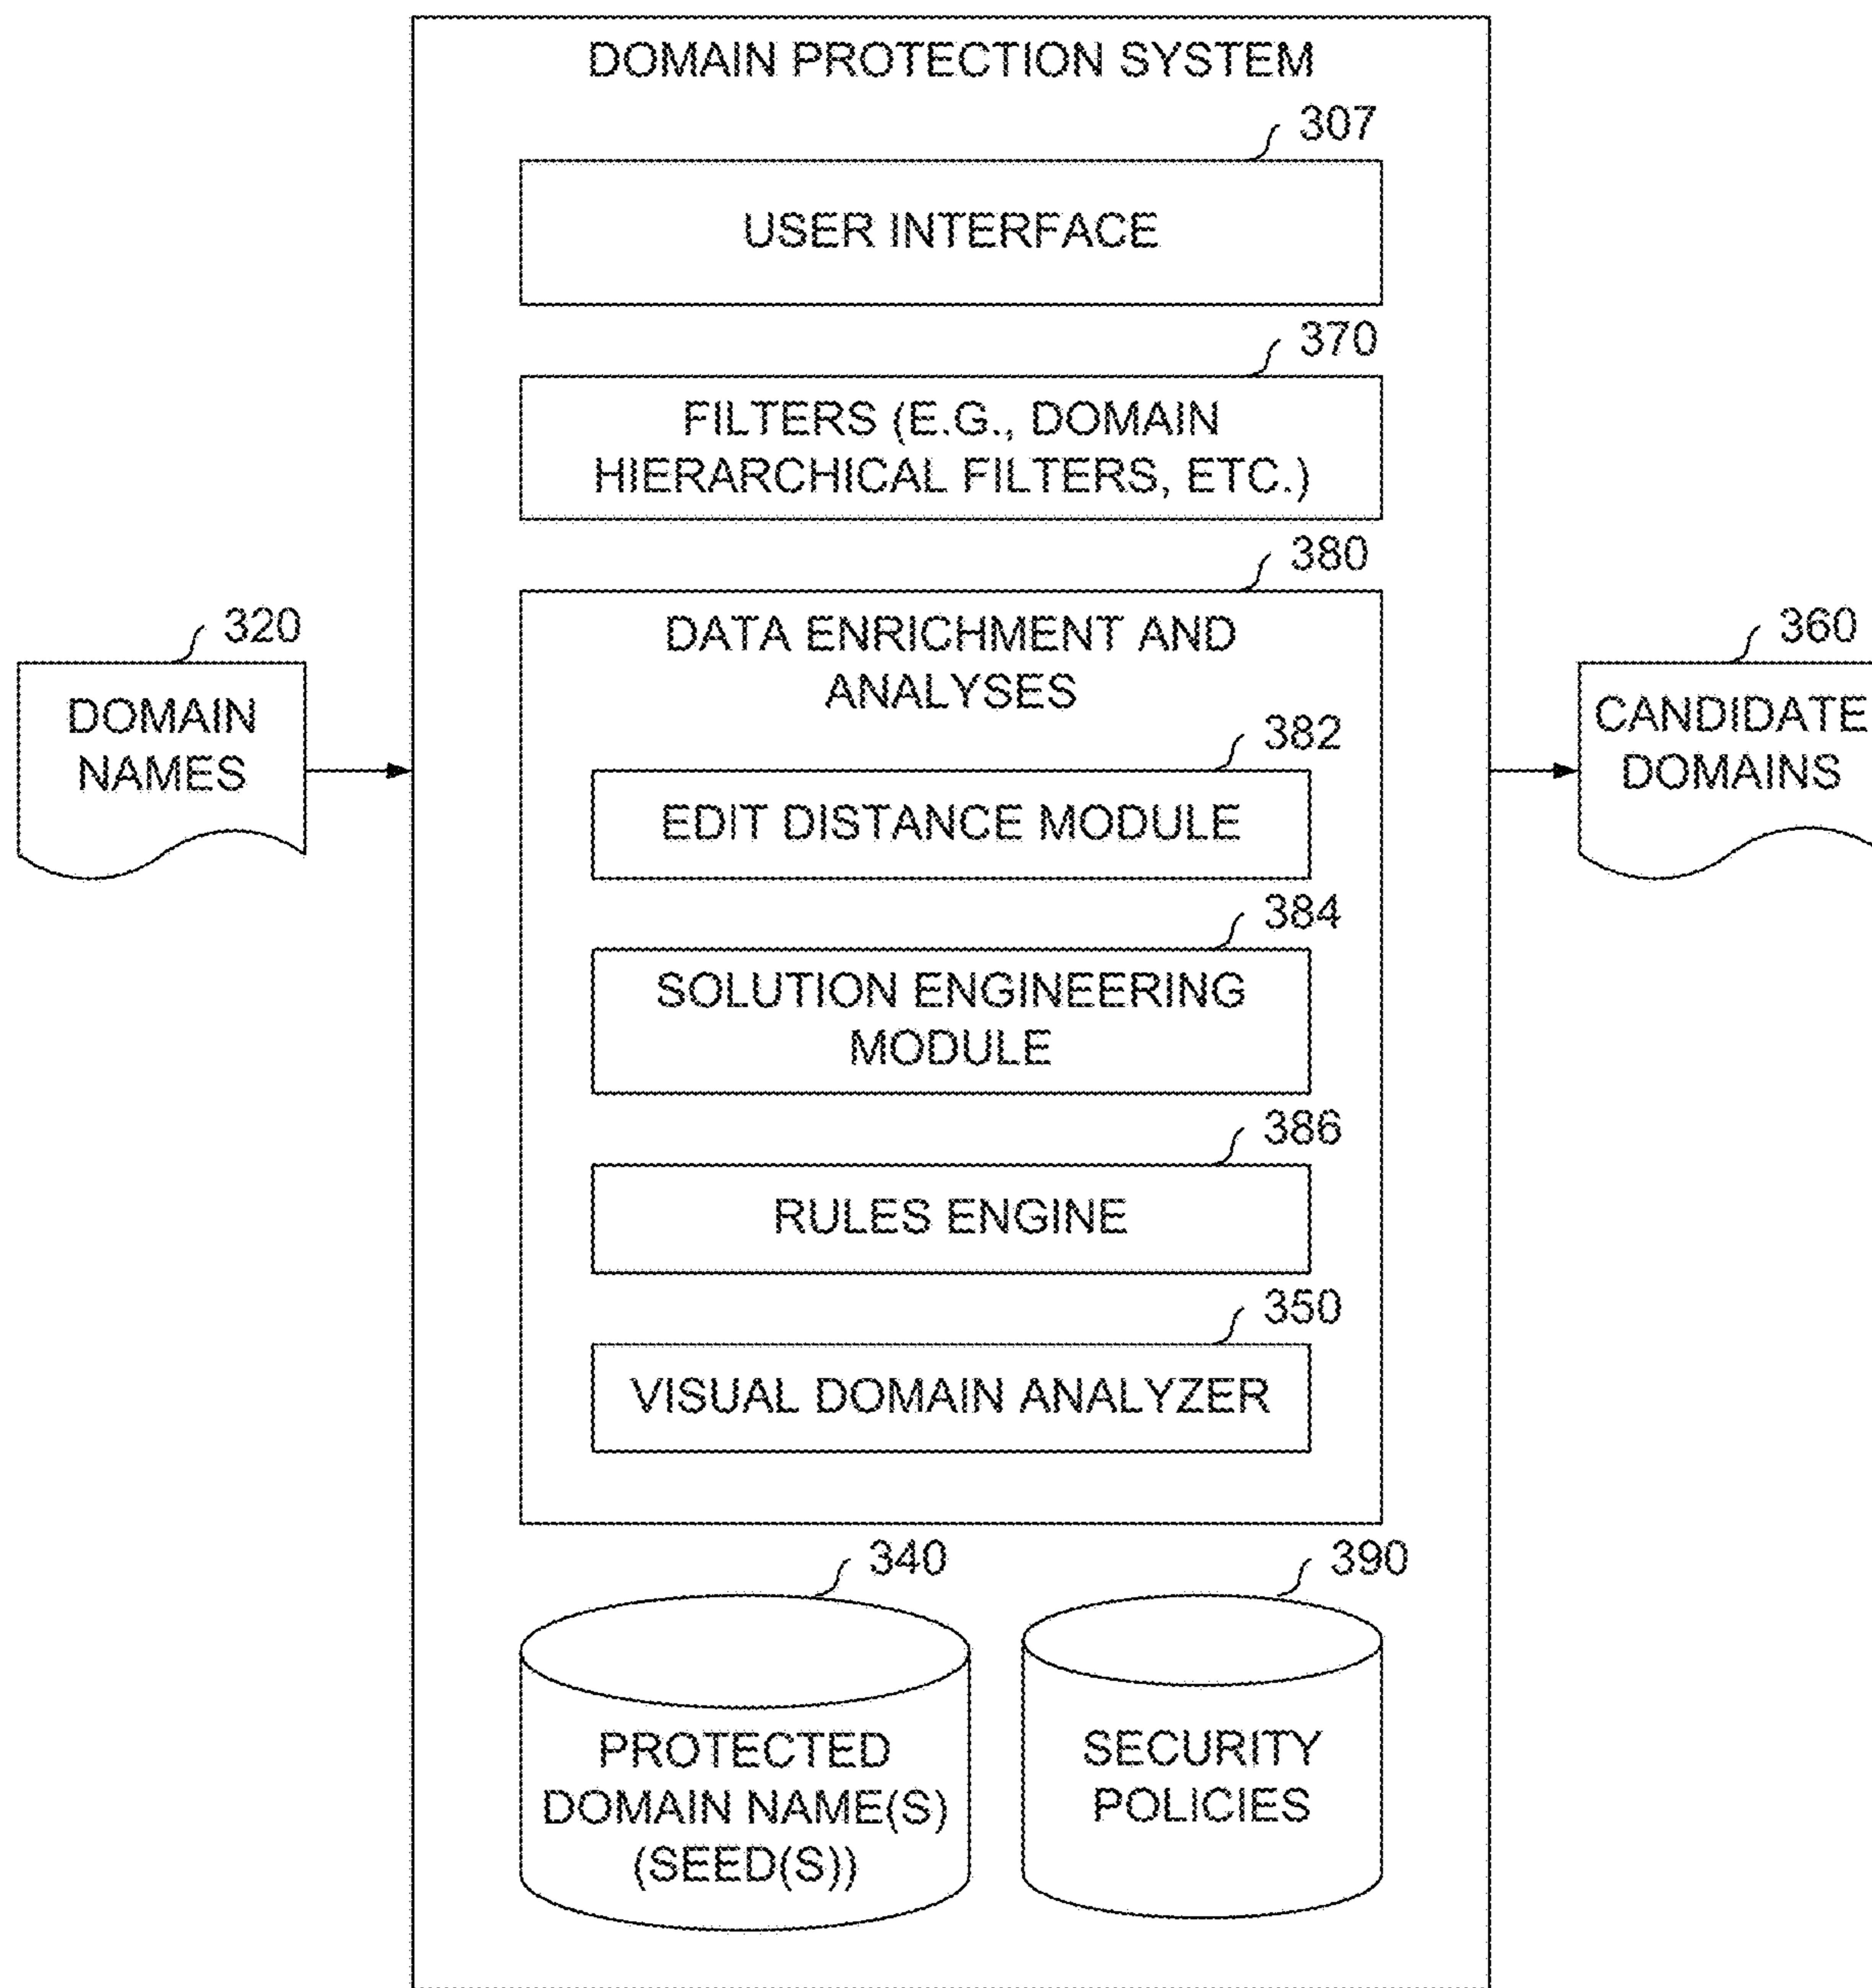 DOMAIN PROTECTION SYSTEM
307
USER INTERFACE
370
FILTERS (E.G., DOMAIN
HIERARCHICAL FILTERS, ETC.)
380
DATA ENRICHMENT AND
ANALYSES
320
DOMAIN
NAMES
360
CANDIDATE
DOMAINS
382
EDIT DISTANCE MODULE
384
SOLUTION ENGINEERING
MODULE
386
RULES ENGINE
350
VISUAL DOMAIN ANALYZER
340
PROTECTED
DOMAIN NAME(S)
(SEED(S))
390
SECURITY
POLICIES